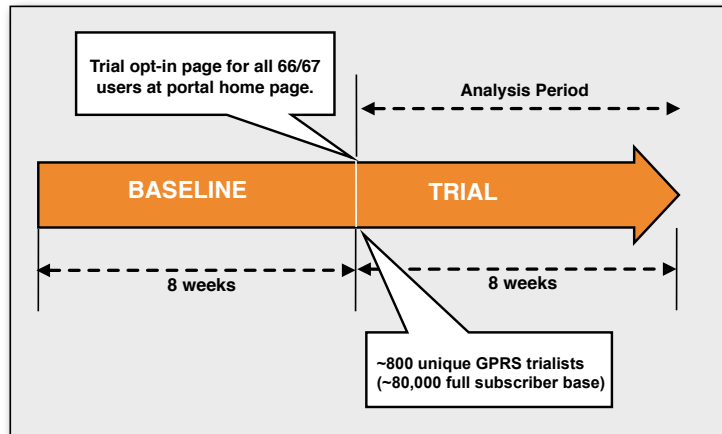 Trial opt-in page for all 66/67
users at portal home page.
Analysis Period
BASELINE
TRIAL
8 weeks
8 weeks
~800 unique GPRS trialists
(~80,000 full subscriber base)